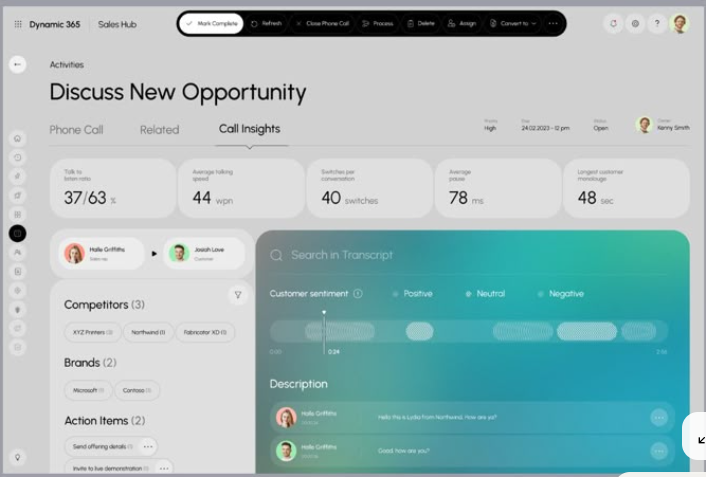 Dynamic 365 Sales Hub
Mark Complete Refresh Close Phone Call Process Delete Assign Convert to
Activities
Discuss New Opportunity
Phone Call Related Call Insights
Priority Due Status Owner
High 24.02.2023 - 12 pm Open Kenny Smith
Talk to
listen ratio
37/63 %
Average talking
speed
44 wpn
Switches per
conversation
40 switches
Average
pause
78 ms
Longest customer
monologue
48 sec
Halle Griffiths
Sales rep
Josiah Love
Customer
Search in Transcript
Customer sentiment Positive Neutral Negative
0:24
Competitors (3)
XYZ Printers Northwind (1) Fabricator XD (1)
Brands (2)
Microsoft (1) Contoso (1)
Action Items (2)
Send offering details (1)
Invite to live demonstration (1)
Description
Halle Griffiths
Hello this is Lydia from Northwind. How are ya?
Halle Griffiths
Good, how are you?